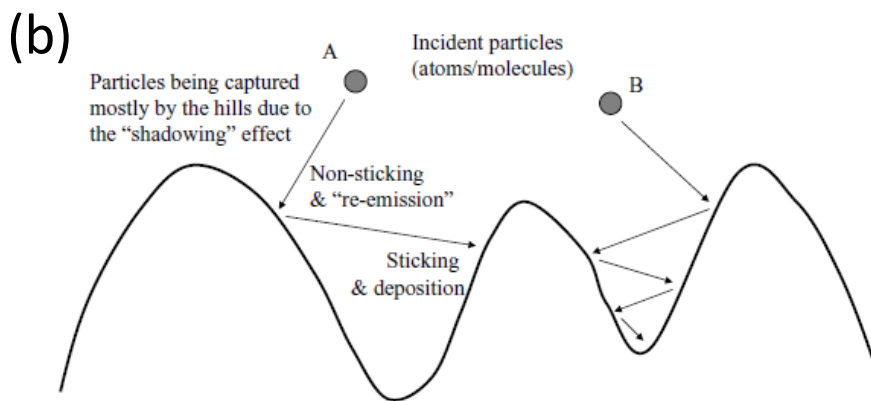 (b)
A
Incident particles
(atoms/molecules)
B
Particles being captured
mostly by the hills due to
the “shadowing” effect
Non-sticking
& “re-emission”
Sticking
& deposition